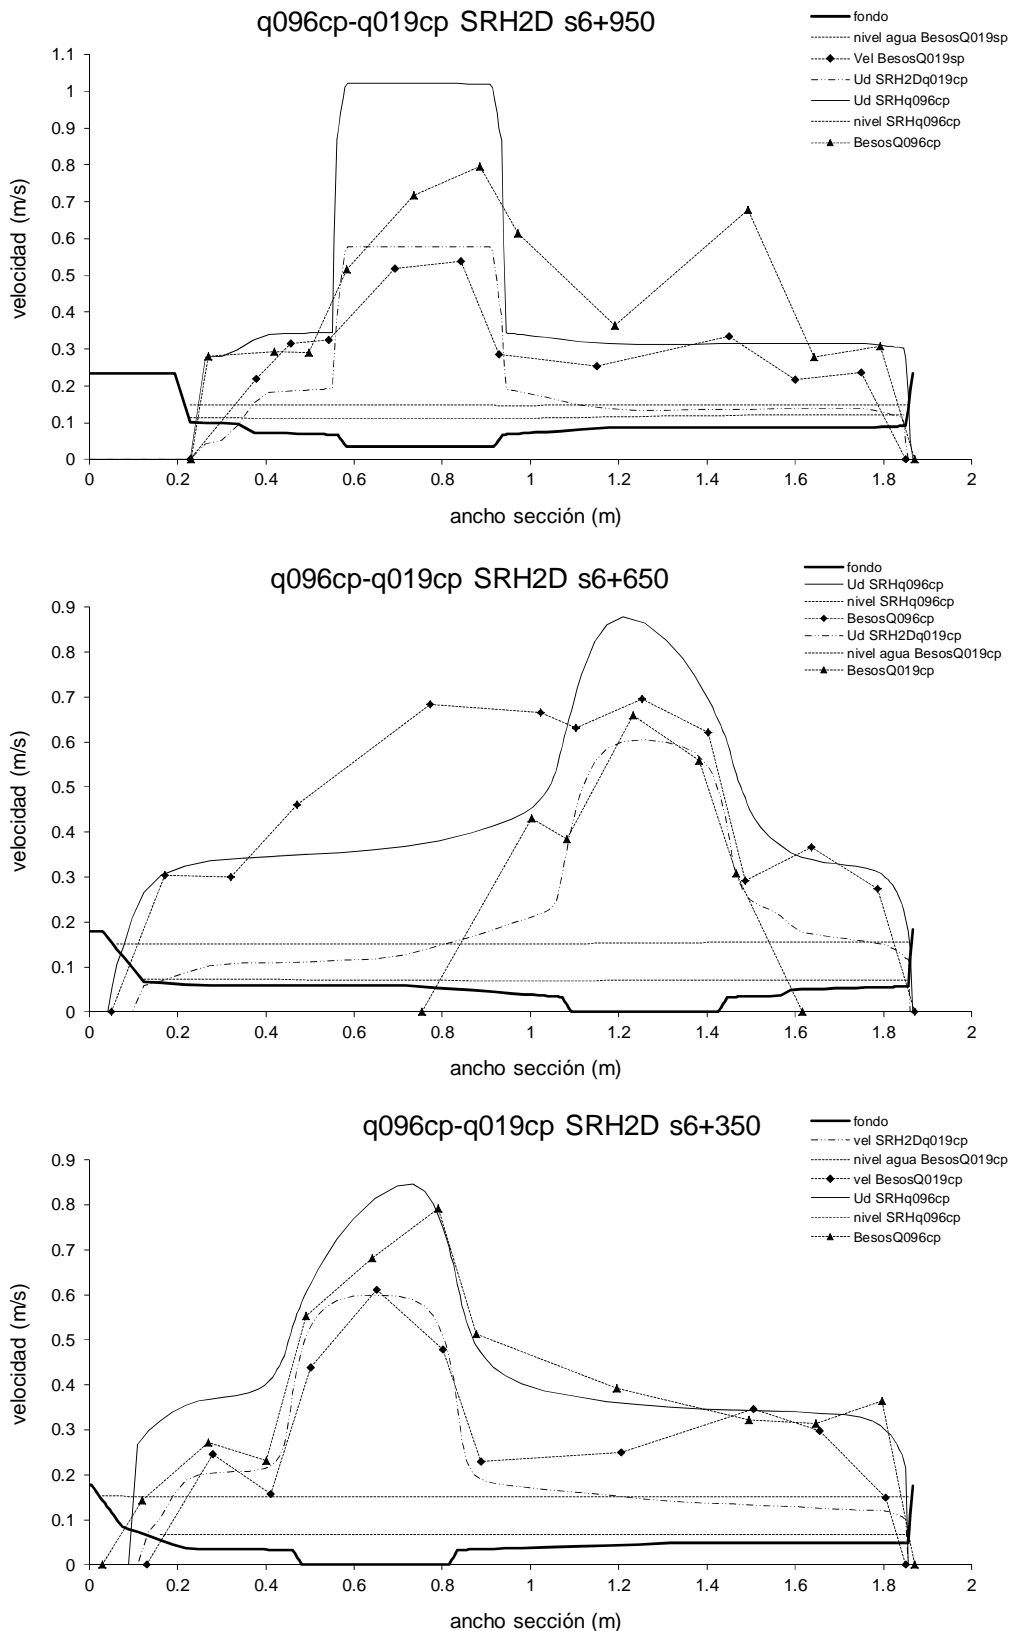 q096cp-q019cp SRH2D s6+950
fondo
nivel agua BesosQ019sp
Vel BesosQ019sp
Ud SRH2Dq019cp
Ud SRHq096cp
nivel SRHq096cp
BesosQ096cp
velocidad (m/s)
1.1
1
0.9
0.8
0.7
0.6
0.5
0.4
0.3
0.2
0.1
0
0 0.2 0.4 0.6 0.8 1 1.2 1.4 1.6 1.8 2
ancho sección (m)
q096cp-q019cp SRH2D s6+650
fondo
Ud SRHq096cp
nivel SRHq096cp
BesosQ096cp
Ud SRH2Dq019cp
nivel agua BesosQ019cp
BesosQ019cp
velocidad (m/s)
0.9
0.8
0.7
0.6
0.5
0.4
0.3
0.2
0.1
0
0 0.2 0.4 0.6 0.8 1 1.2 1.4 1.6 1.8 2
ancho sección (m)
q096cp-q019cp SRH2D s6+350
fondo
vel SRH2Dq019cp
nivel agua BesosQ019cp
vel BesosQ019cp
Ud SRHq096cp
nivel SRHq096cp
BesosQ096cp
velocidad (m/s)
0.9
0.8
0.7
0.6
0.5
0.4
0.3
0.2
0.1
0
0 0.2 0.4 0.6 0.8 1 1.2 1.4 1.6 1.8 2
ancho sección (m)